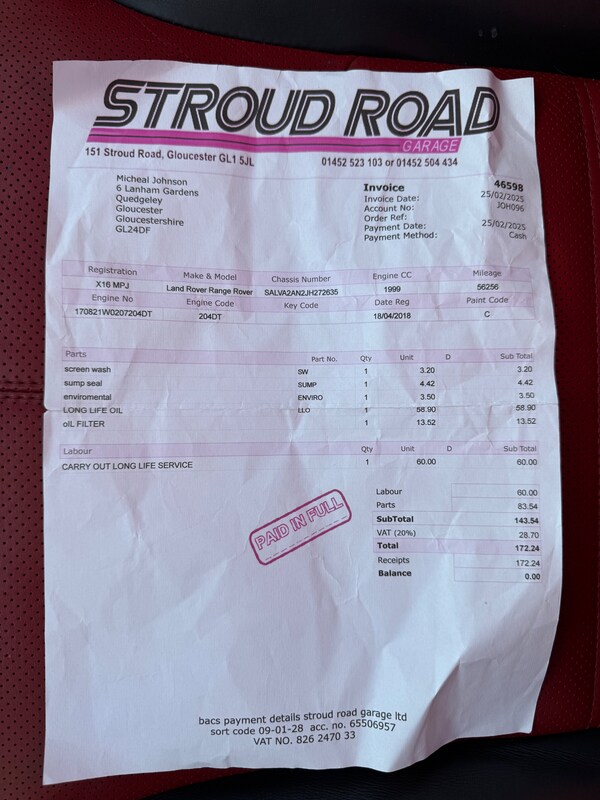 STROUD ROAD
GARAGE
151 Stroud Road, Gloucester GL1 5JL 01452 523 103 or 01452 504 434
Micheal Johnson
6 Lanham Gardens
Quedgeley
Gloucester
Gloucestershire
GL24DF
Invoice 46598
Invoice Date: 25/02/2025
Account No: JOH096
Order Ref:
Payment Date: 25/02/2025
Payment Method: Cash
Registration Make & Model Chassis Number Engine CC Mileage
X16 MPJ Land Rover Range Rover SALVA2AN2JH272635 1999 56256
Engine No Engine Code Key Code Date Reg Paint Code
170821W0207204DT 204DT 18/04/2018 C
Parts Part No. Qty Unit D Sub Total
screen wash SW 1 3.20 3.20
sump seal SUMP 1 4.42 4.42
enviromental ENVIRO 1 3.50 3.50
LONG LIFE OIL LLO 1 58.90 58.90
oIL FILTER 1 13.52 13.52
Labour Qty Unit D Sub Total
CARRY OUT LONG LIFE SERVICE 1 60.00 60.00
PAID IN FULL
Labour 60.00
Parts 83.54
SubTotal 143.54
VAT (20%) 28.70
Total 172.24
Receipts 172.24
Balance 0.00
bacs payment details stroud road garage ltd
sort code 09-01-28 acc. no. 65506957
VAT NO. 826 2470 33